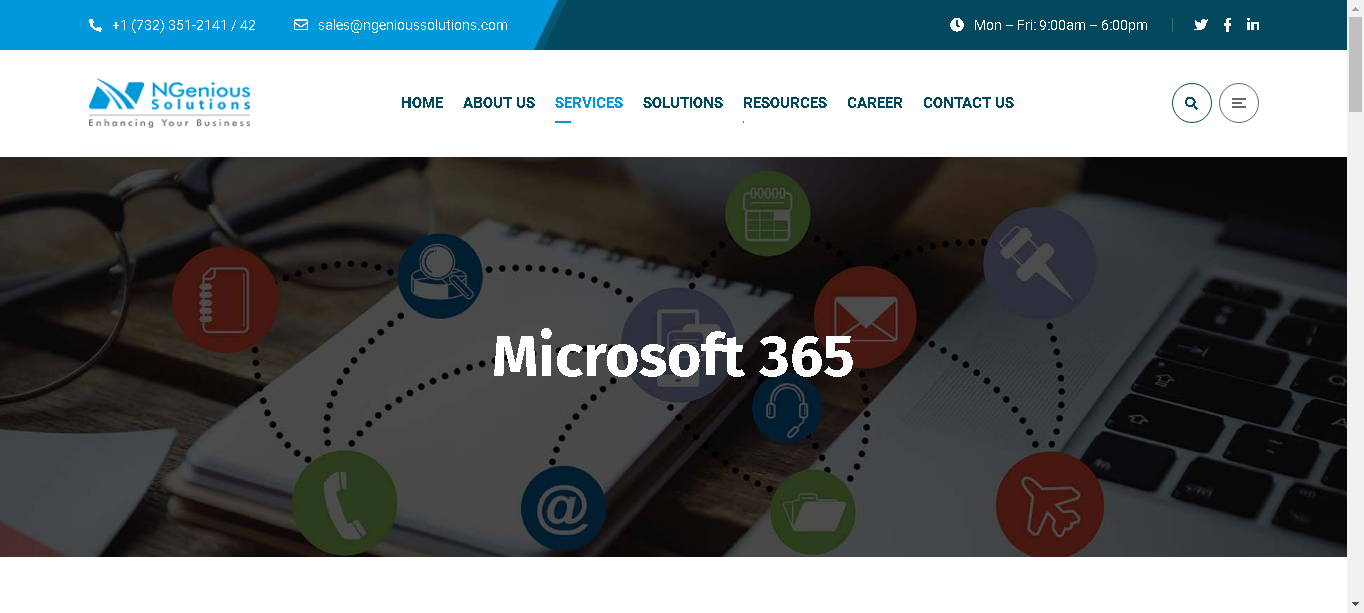 +1 (732) 351-2141 / 42
sales@ngenioussolutions.com
Mon – Fri: 9:00am – 6:00pm
NGenious
Solutions
Enhancing Your Business
HOME ABOUT US SERVICES SOLUTIONS RESOURCES CAREER CONTACT US
Microsoft 365
@